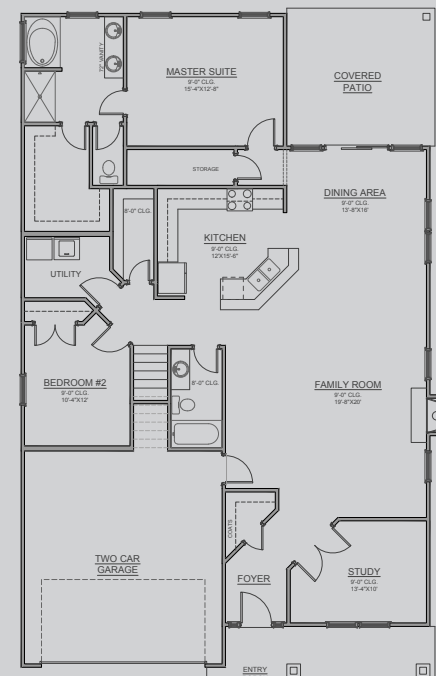 72" VANITY
MASTER SUITE
9'-0" CLG.
15'-4"X12'-8"
COVERED
PATIO
STORAGE
DINING AREA
9'-0" CLG.
13'-8"X16'
8'-0" CLG.
KITCHEN
9'-0" CLG.
12'X15'-6"
UTILITY
BEDROOM #2
9'-0" CLG.
10'-4"X12'
8'-0" CLG.
FAMILY ROOM
9'-0" CLG.
19'-8"X20'
COATS
TWO CAR
GARAGE
FOYER
STUDY
9'-0" CLG.
13'-4"X10'
ENTRY